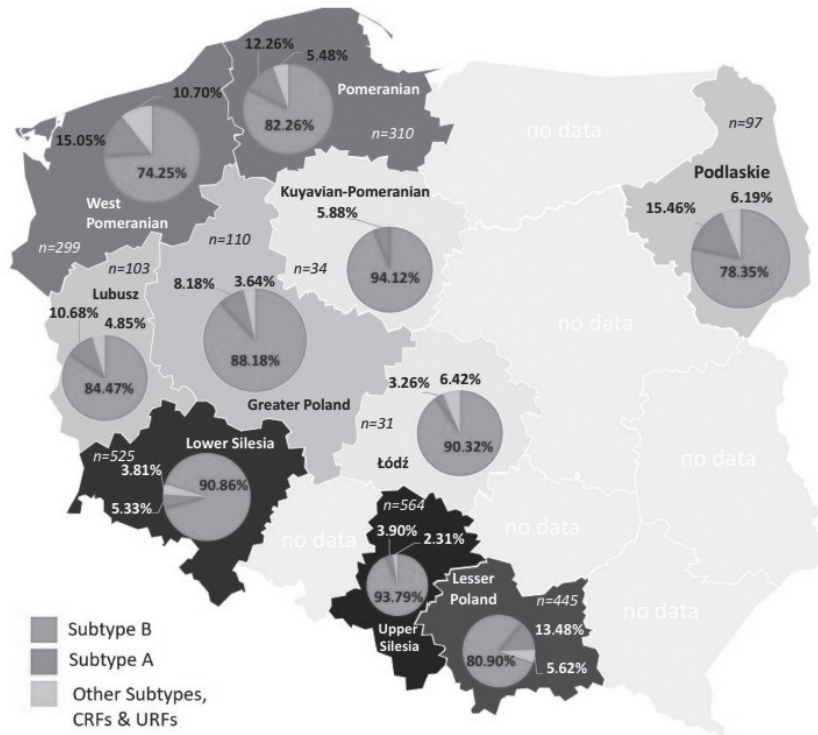 12.26%
5.48%
Pomeranian
82.26%
n=310
10.70%
15.05%
74.25%
West
Pomeranian
n=299
no data
n=97
Podlaskie
15.46%
6.19%
78.35%
Kuyavian-Pomeranian
5.88%
n=34
94.12%
n=110
8.18%
3.64%
88.18%
Greater Poland
n=103
Lubusz
10.68%
4.85%
84.47%
no data
3.26%
6.42%
n=31
90.32%
Łódź
Lower Silesia
n=525
3.81%
90.86%
5.33%
no data
no data
n=564
3.90%
2.31%
93.79%
Upper
Silesia
no data
Lesser
Poland
n=445
13.48%
80.90%
5.62%
no data
Subtype B
Subtype A
Other Subtypes,
CRFs & URFs